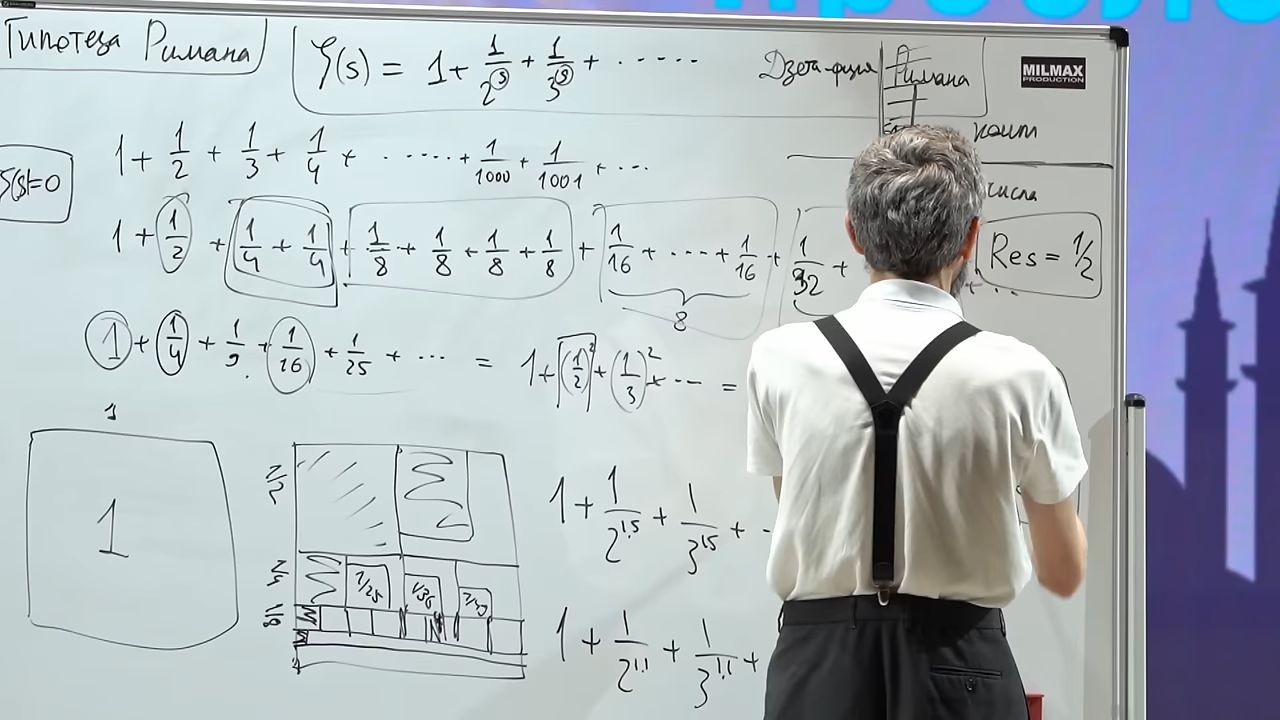 Гипотеза Римана
ζ(s) = 1 + 1/2^s + 1/3^s + ......
Дзета-функция Римана
MILMAX
PRODUCTION
1 + 1/2 + 1/3 + 1/4 + ...... + 1/1000 + 1/1001 + ...
ζ(s)=0
числа
1 + 1/2 + 1/4 + 1/4 + 1/8 + 1/8 + 1/8 + 1/8 + 1/16 + ... + 1/16 + 1/32 +
8
Res = 1/2
1 + 1/4 + 1/9 + 1/16 + 1/25 + ... = 1 + (1/2)^2 + (1/3)^2 + ... =
1
1
1/25 1/36 1/49
1 + 1/2^1.5 + 1/3^1.5 + ..
1 + 1/2^1.1 + 1/3^1.1 +